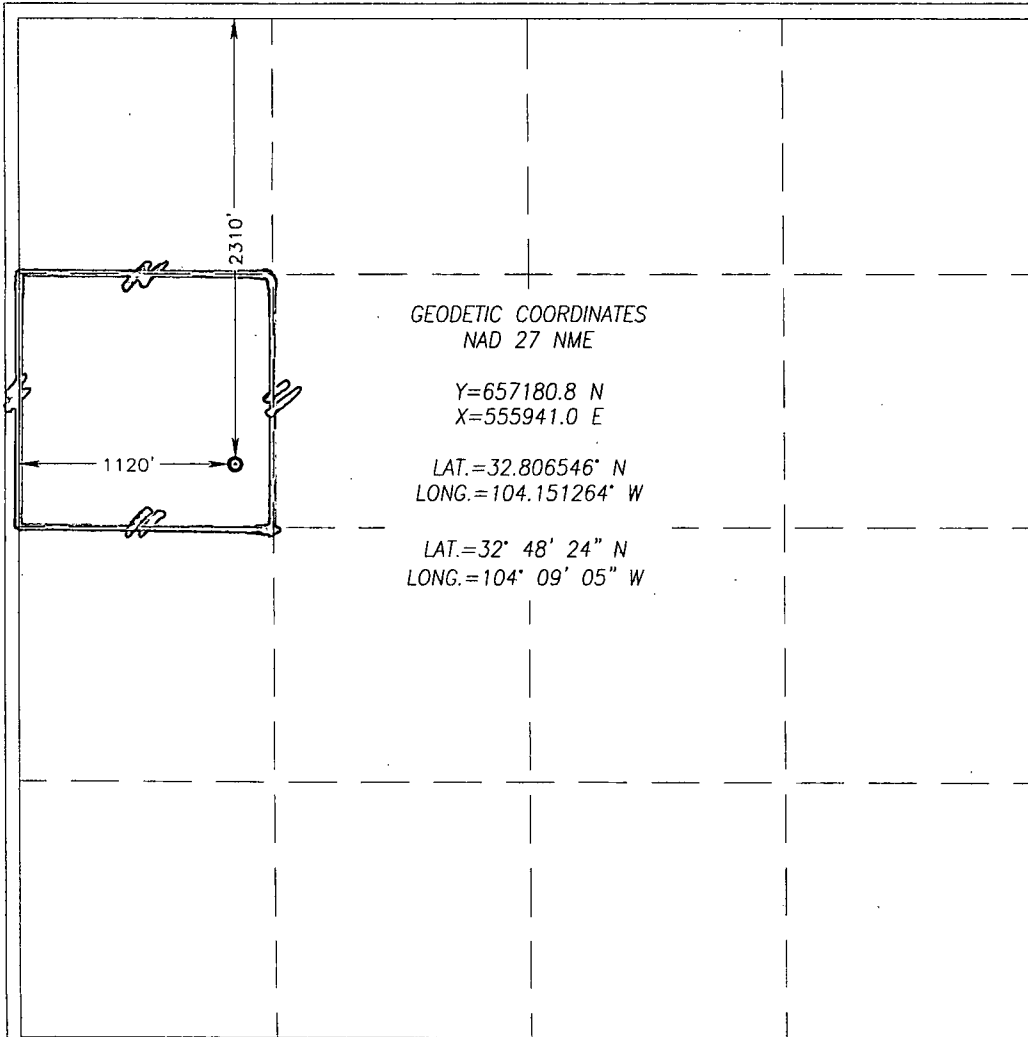 2310'
GEODETIC COORDINATES
NAD 27 NME
Y=657180.8 N
X=555941.0 E
1120'
LAT.=32.806546° N
LONG.=104.151264° W
LAT.=32° 48' 24" N
LONG.=104° 09' 05" W